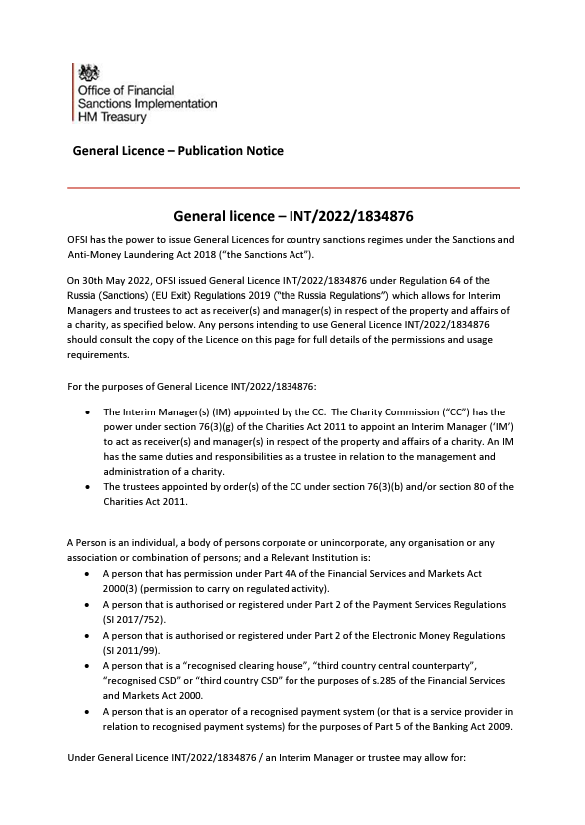 Office of Financial
Sanctions Implementation
HM Treasury
General Licence – Publication Notice
General licence – INT/2022/1834876
OFSI has the power to issue General Licences for country sanctions regimes under the Sanctions and
Anti-Money Laundering Act 2018 (“the Sanctions Act”).
On 30th May 2022, OFSI issued General Licence INT/2022/1834876 under Regulation 64 of the
Russia (Sanctions) (EU Exit) Regulations 2019 (“the Russia Regulations”) which allows for Interim
Managers and trustees to act as receiver(s) and manager(s) in respect of the property and affairs of
a charity, as specified below. Any persons intending to use General Licence INT/2022/1834876
should consult the copy of the Licence on this page for full details of the permissions and usage
requirements.
For the purposes of General Licence INT/2022/1834876:
• The Interim Manager(s) (IM) appointed by the CC. The Charity Commission (“CC”) has the
power under section 76(3)(g) of the Charities Act 2011 to appoint an Interim Manager (‘IM’)
to act as receiver(s) and manager(s) in respect of the property and affairs of a charity. An IM
has the same duties and responsibilities as a trustee in relation to the management and
administration of a charity.
• The trustees appointed by order(s) of the CC under section 76(3)(b) and/or section 80 of the
Charities Act 2011.
A Person is an individual, a body of persons corporate or unincorporate, any organisation or any
association or combination of persons; and a Relevant Institution is:
• A person that has permission under Part 4A of the Financial Services and Markets Act
2000(3) (permission to carry on regulated activity).
• A person that is authorised or registered under Part 2 of the Payment Services Regulations
(SI 2017/752).
• A person that is authorised or registered under Part 2 of the Electronic Money Regulations
(SI 2011/99).
• A person that is a “recognised clearing house”, “third country central counterparty”,
“recognised CSD” or “third country CSD” for the purposes of s.285 of the Financial Services
and Markets Act 2000.
• A person that is an operator of a recognised payment system (or that is a service provider in
relation to recognised payment systems) for the purposes of Part 5 of the Banking Act 2009.
Under General Licence INT/2022/1834876 / an Interim Manager or trustee may allow for: